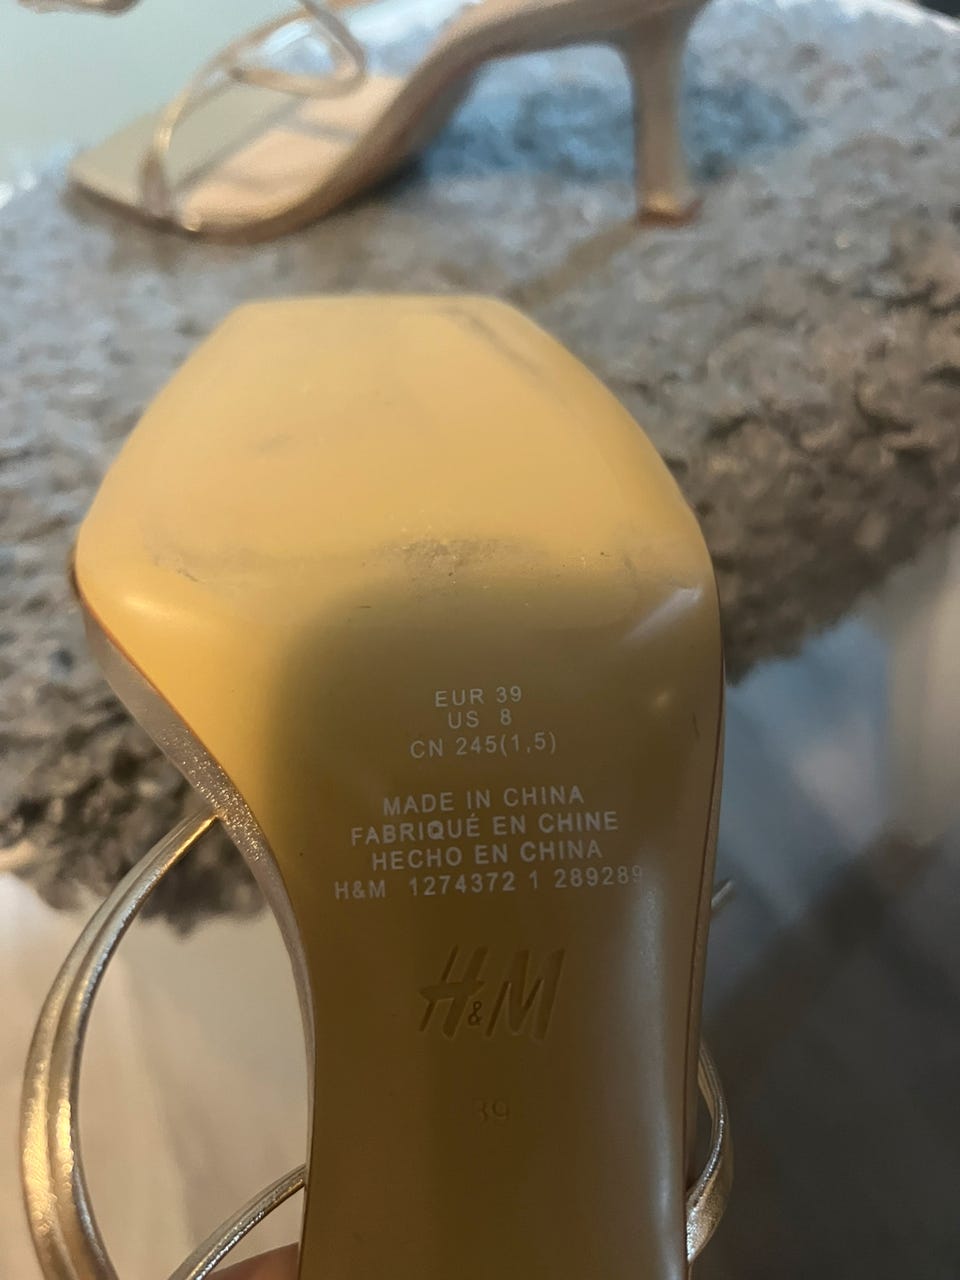 EUR 39
US 8
CN 245(1,5)
MADE IN CHINA
FABRIQUÉ EN CHINE
HECHO EN CHINA
H&M 1274372 1 289289
H&M
39